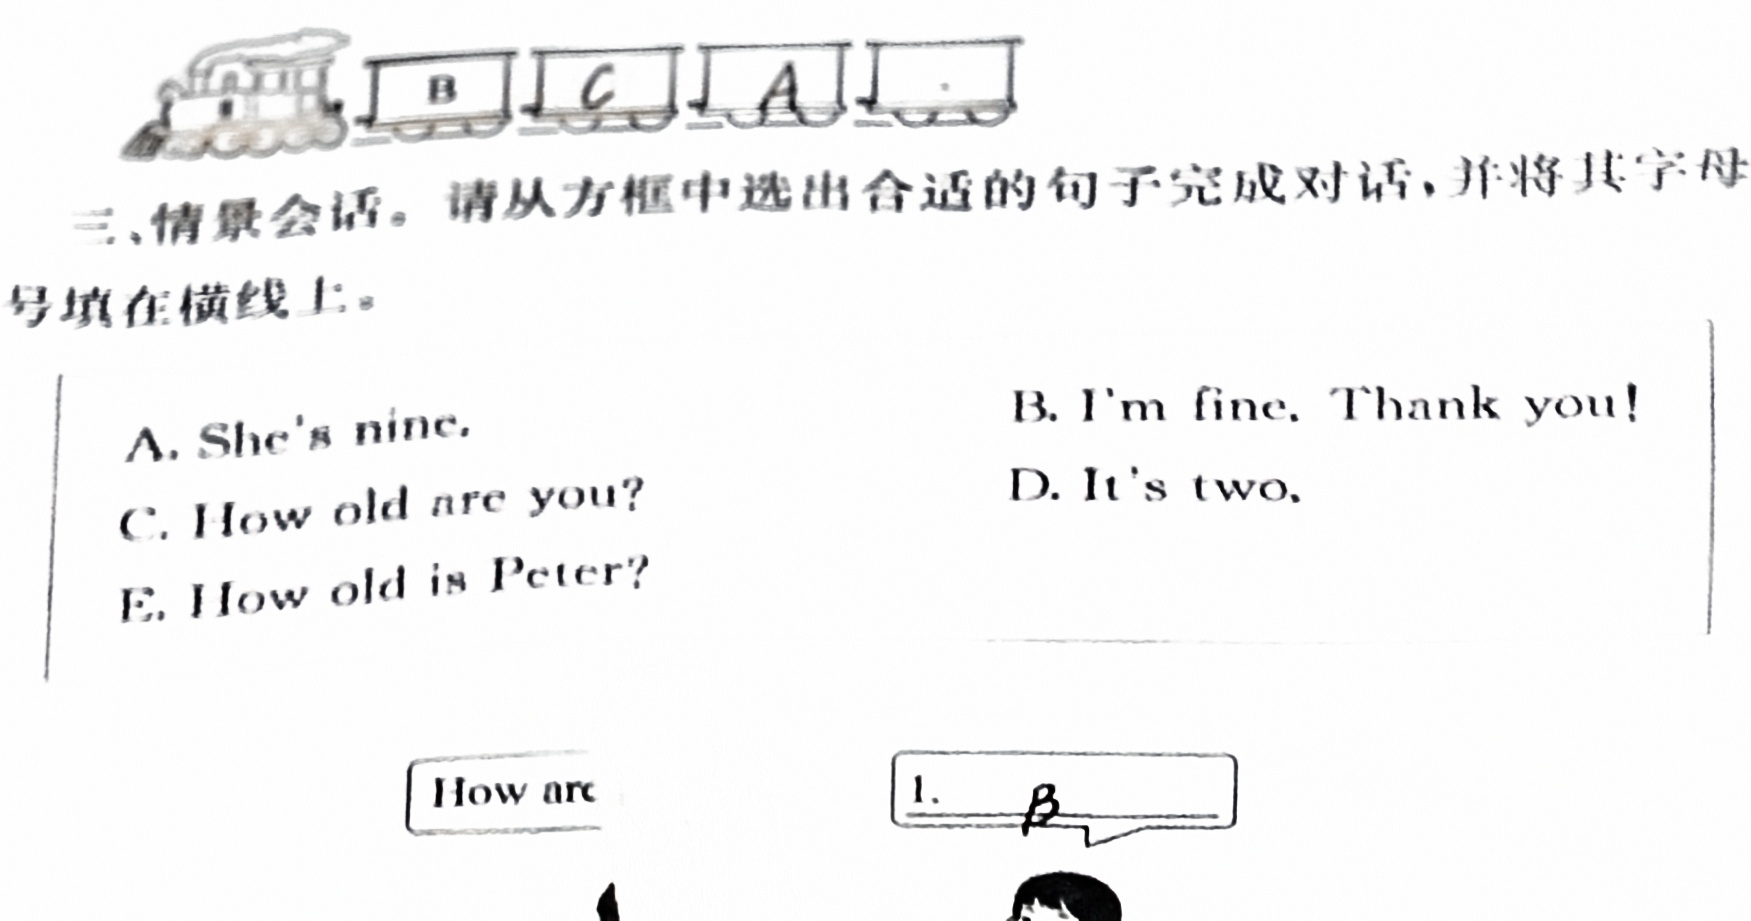 B C A
三、情景会话。请从方框中选出合适的句子完成对话,并将其字母
号填在横线上。
A. She's nine.
B. I'm fine. Thank you!
C. How old are you?
D. It's two.
E. How old is Peter?
How are
1. B